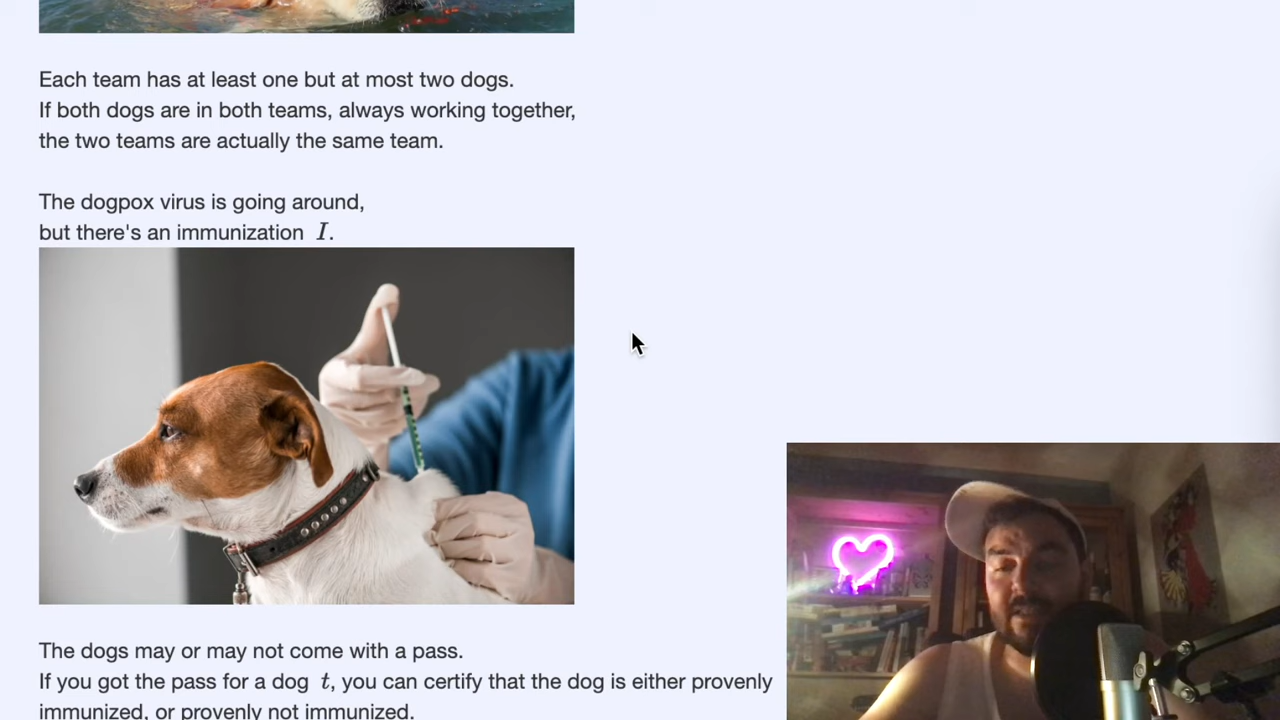 Each team has at least one but at most two dogs.
If both dogs are in both teams, always working together,
the two teams are actually the same team.
The dogpox virus is going around,
but there's an immunization I.
The dogs may or may not come with a pass.
If you got the pass for a dog t, you can certify that the dog is either provenly
immunized, or provenly not immunized.